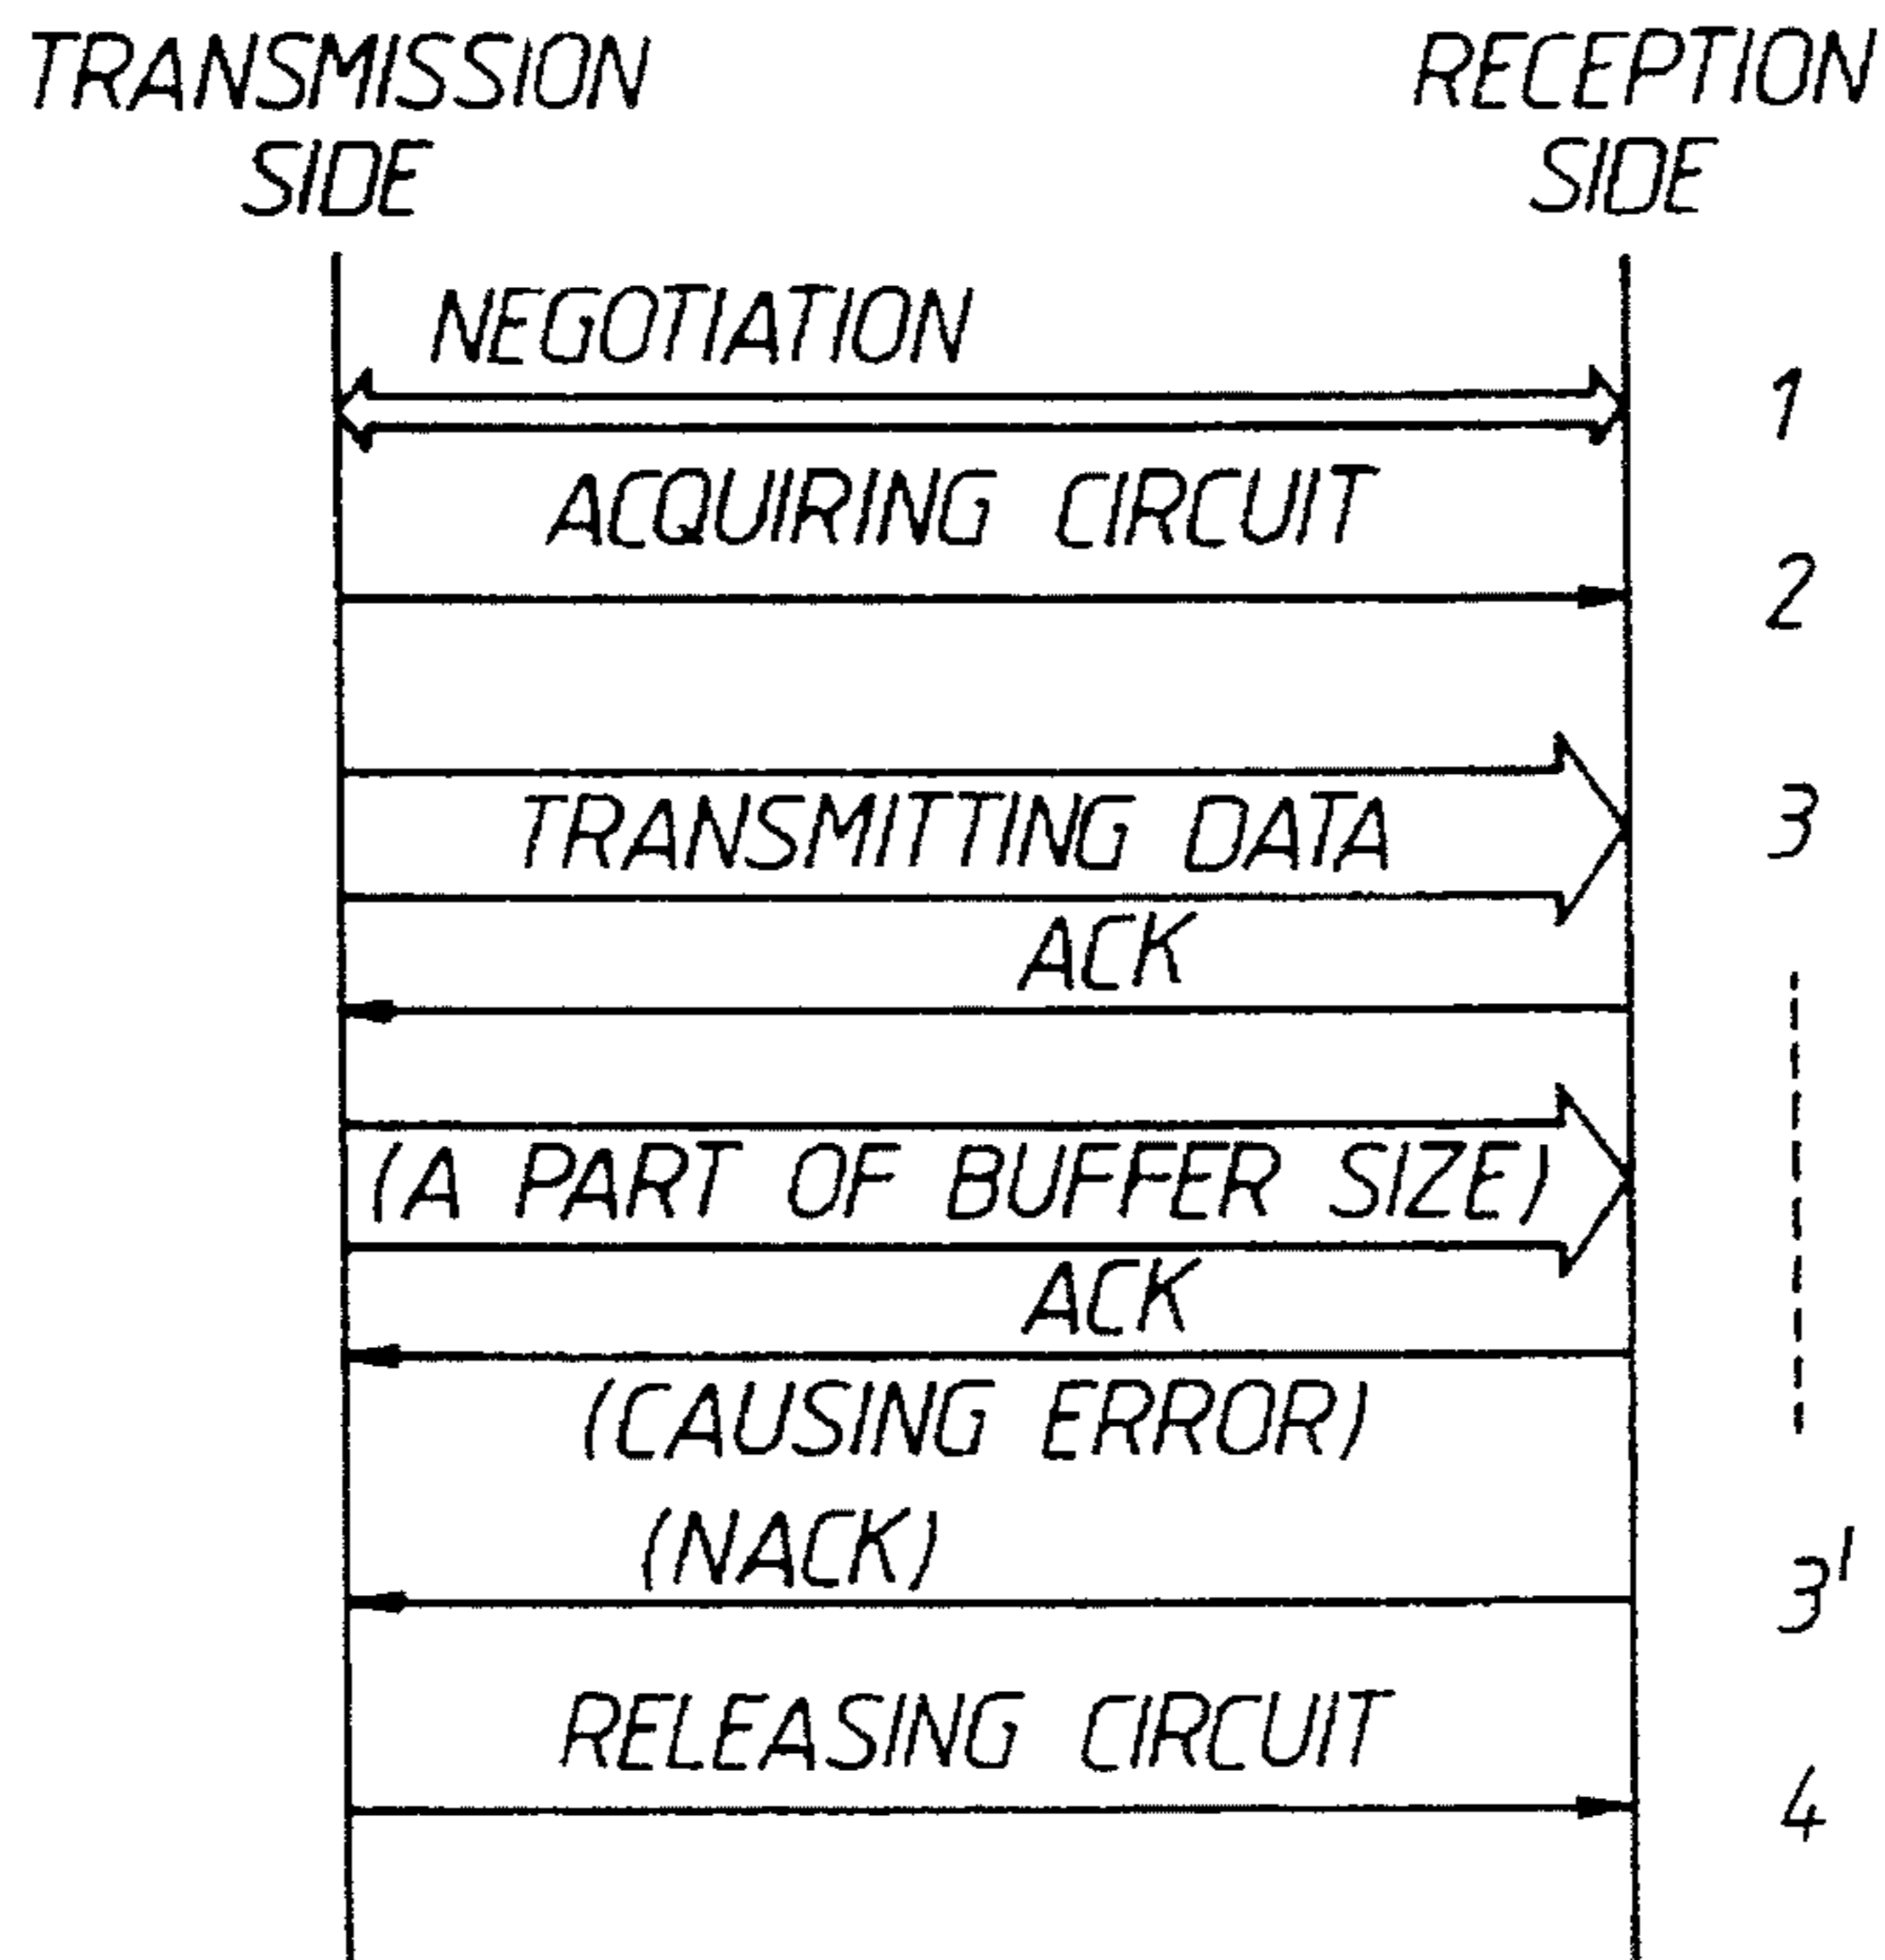 TRANSMISSION
SIDE
RECEPTION
SIDE
NEGOTIATION
1
ACQUIRING CIRCUIT
2
TRANSMITTING DATA
3
ACK
(A PART OF BUFFER SIZE)
ACK
(CAUSING ERROR)
(NACK)
3'
RELEASING CIRCUIT
4